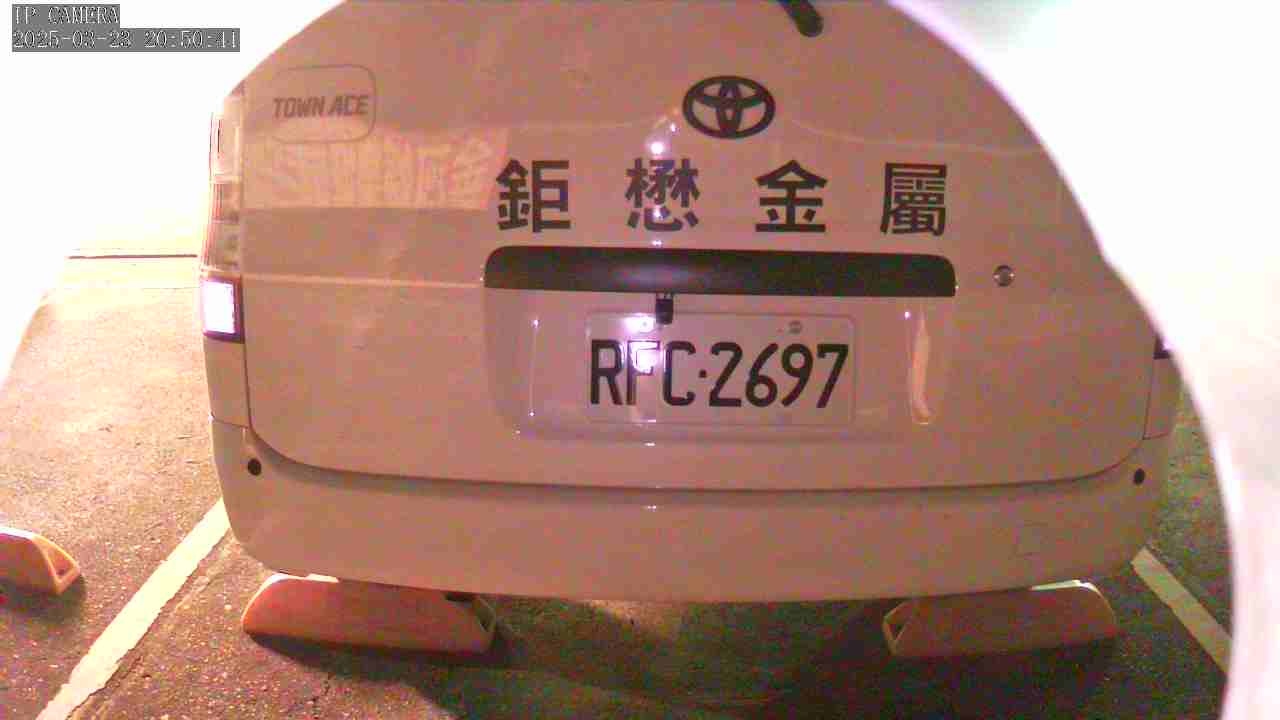 IP CAMERA
2025-03-23 20:50:41
TOWN ACE
鉅懋金屬
RFC·2697